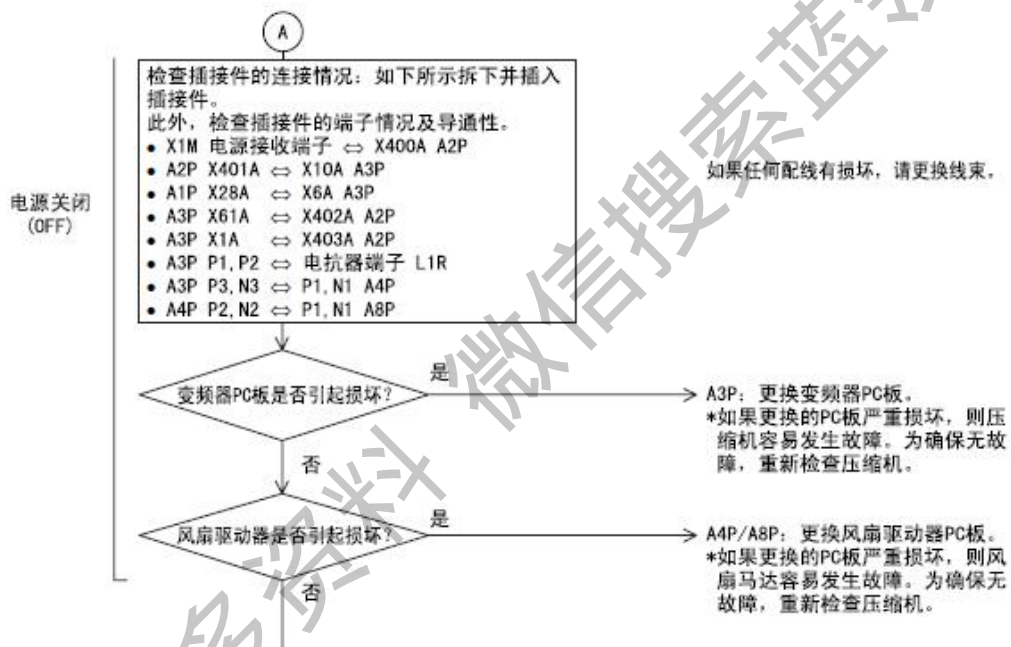 A
检查插接件的连接情况：如下所示拆下并插入
插接件。
此外，检查插接件的端子情况及导通性。
• X1M 电源接收端子 ⇔ X400A A2P
• A2P X401A ⇔ X10A A3P
• A1P X28A ⇔ X6A A3P
• A3P X61A ⇔ X402A A2P
• A3P X1A ⇔ X403A A2P
• A3P P1,P2 ⇔ 电抗器端子 L1R
• A3P P3,N3 ⇔ P1,N1 A4P
• A4P P2,N2 ⇔ P1,N1 A8P
如果任何配线有损坏，请更换线束。
电源关闭
(OFF)
变频器PC板是否引起损坏？
是
A3P：更换变频器PC板。
*如果更换的PC板严重损坏，则压
缩机容易发生故障。为确保无故
障，重新检查压缩机。
否
风扇驱动器是否引起损坏？
是
A4P/A8P：更换风扇驱动器PC板。
*如果更换的PC板严重损坏，则风
扇马达容易发生故障。为确保无
故障，重新检查压缩机。
否
多资料 微信搜索蓝